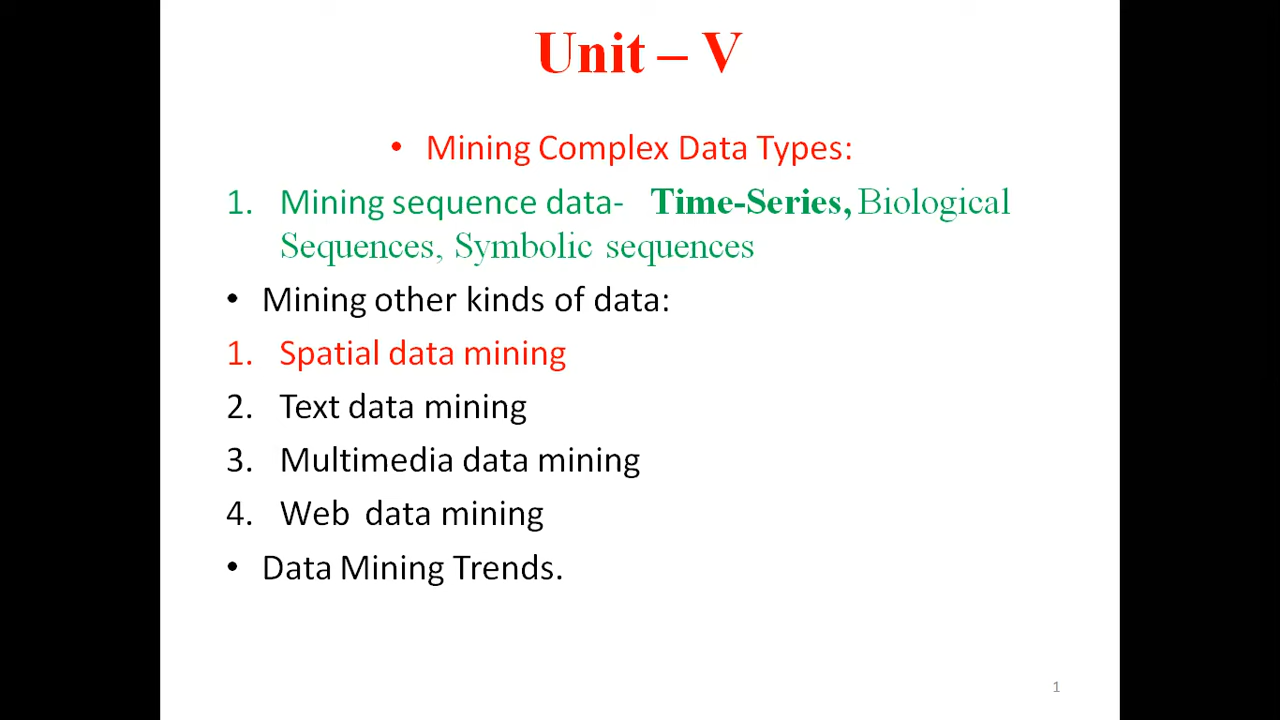 Unit – V
• Mining Complex Data Types:
1. Mining sequence data- Time-Series, Biological
Sequences, Symbolic sequences
• Mining other kinds of data:
1. Spatial data mining
2. Text data mining
3. Multimedia data mining
4. Web data mining
• Data Mining Trends.
1